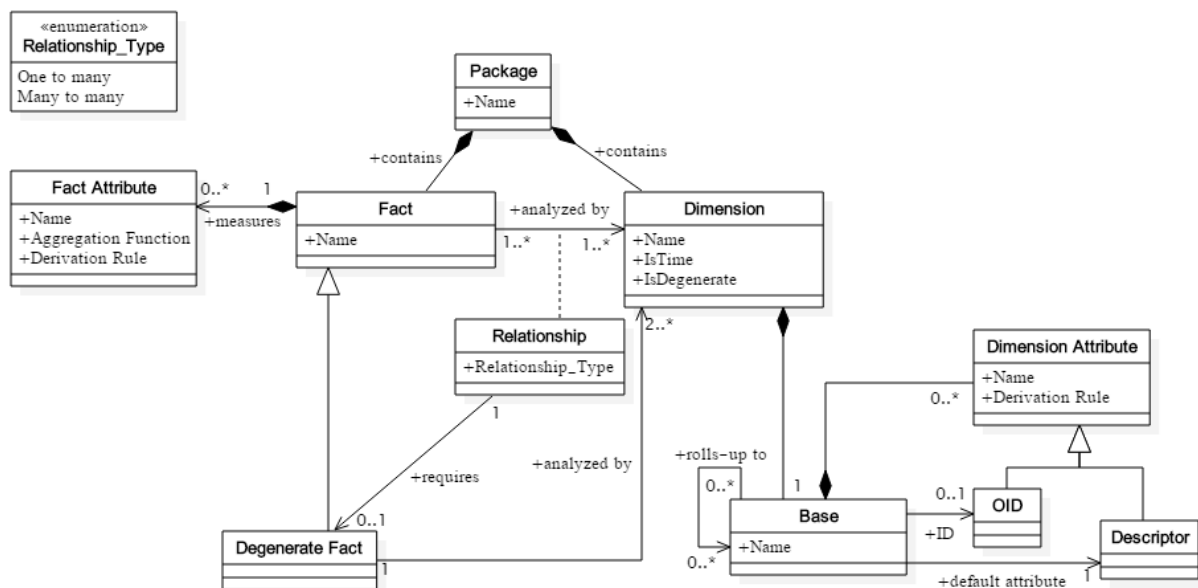 «enumeration»
Relationship_Type
One to many
Many to many
Package
+Name
+contains
+contains
Fact Attribute
+Name
+Aggregation Function
+Derivation Rule
0..*
1
+measures
Fact
+Name
+analyzed by
1..*
1..*
Dimension
+Name
+IsTime
+IsDegenerate
Relationship
+Relationship_Type
2..*
1
+requires
0..1
+analyzed by
Degenerate Fact
1
Dimension Attribute
+Name
+Derivation Rule
0..*
+rolls-up to
0..*
0..*
1
Base
+Name
0..1
+ID
OID
Descriptor
+default attribute
1